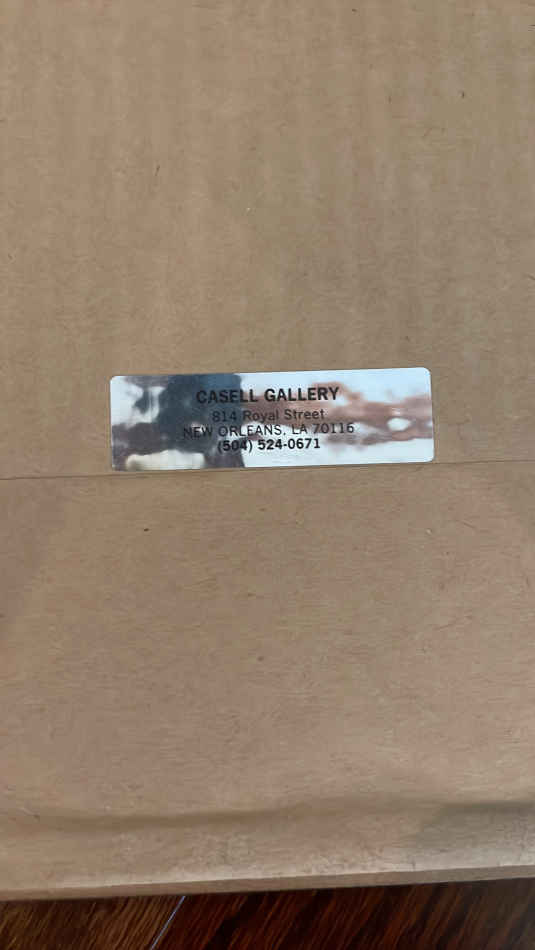 CASELL GALLERY
814 Royal Street
NEW ORLEANS, LA 70116
(504) 524-0671